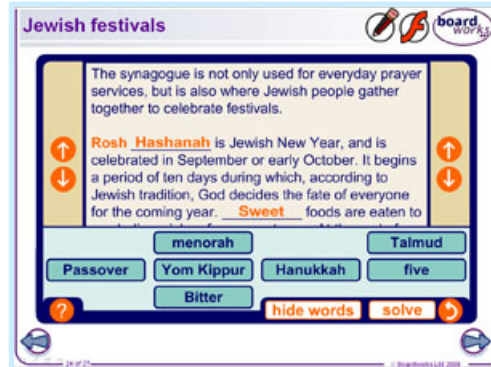 Jewish festivals
board
works
The synagogue is not only used for everyday prayer
services, but is also where Jewish people gather
together to celebrate festivals.
Rosh Hashanah is Jewish New Year, and is
celebrated in September or early October. It begins
a period of ten days during which, according to
Jewish tradition, God decides the fate of everyone
for the coming year. Sweet foods are eaten to
menorah Talmud
Passover Yom Kippur Hanukkah five
Bitter
? hide words solve
24 of 27